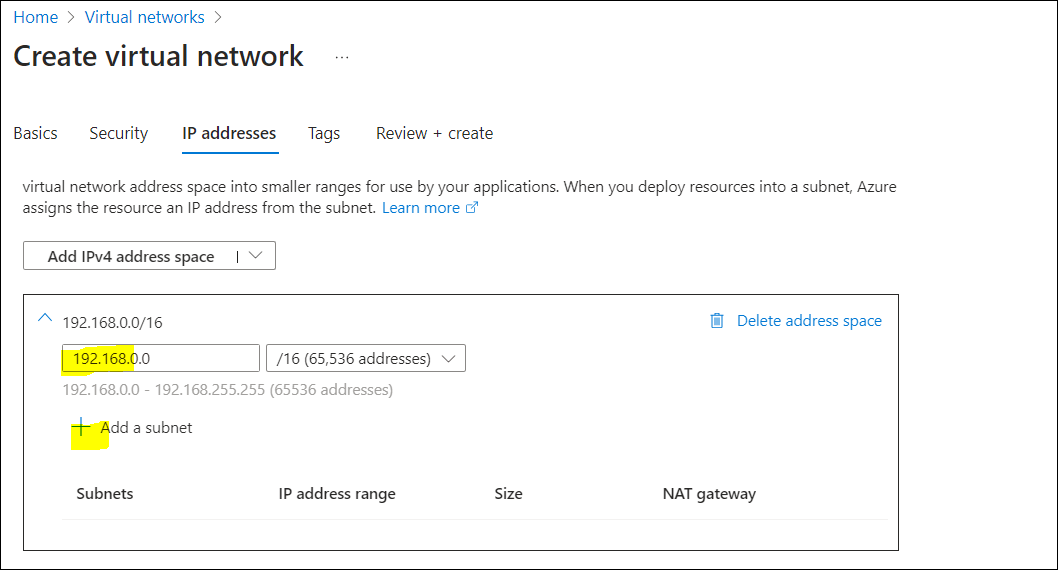 Home > Virtual networks >
Create virtual network ...
Basics Security IP addresses Tags Review + create
virtual network address space into smaller ranges for use by your applications. When you deploy resources into a subnet, Azure
assigns the resource an IP address from the subnet. Learn more
Add IPv4 address space |
192.168.0.0/16 Delete address space
192.168.0.0 /16 (65,536 addresses)
192.168.0.0 - 192.168.255.255 (65536 addresses)
+ Add a subnet
Subnets IP address range Size NAT gateway